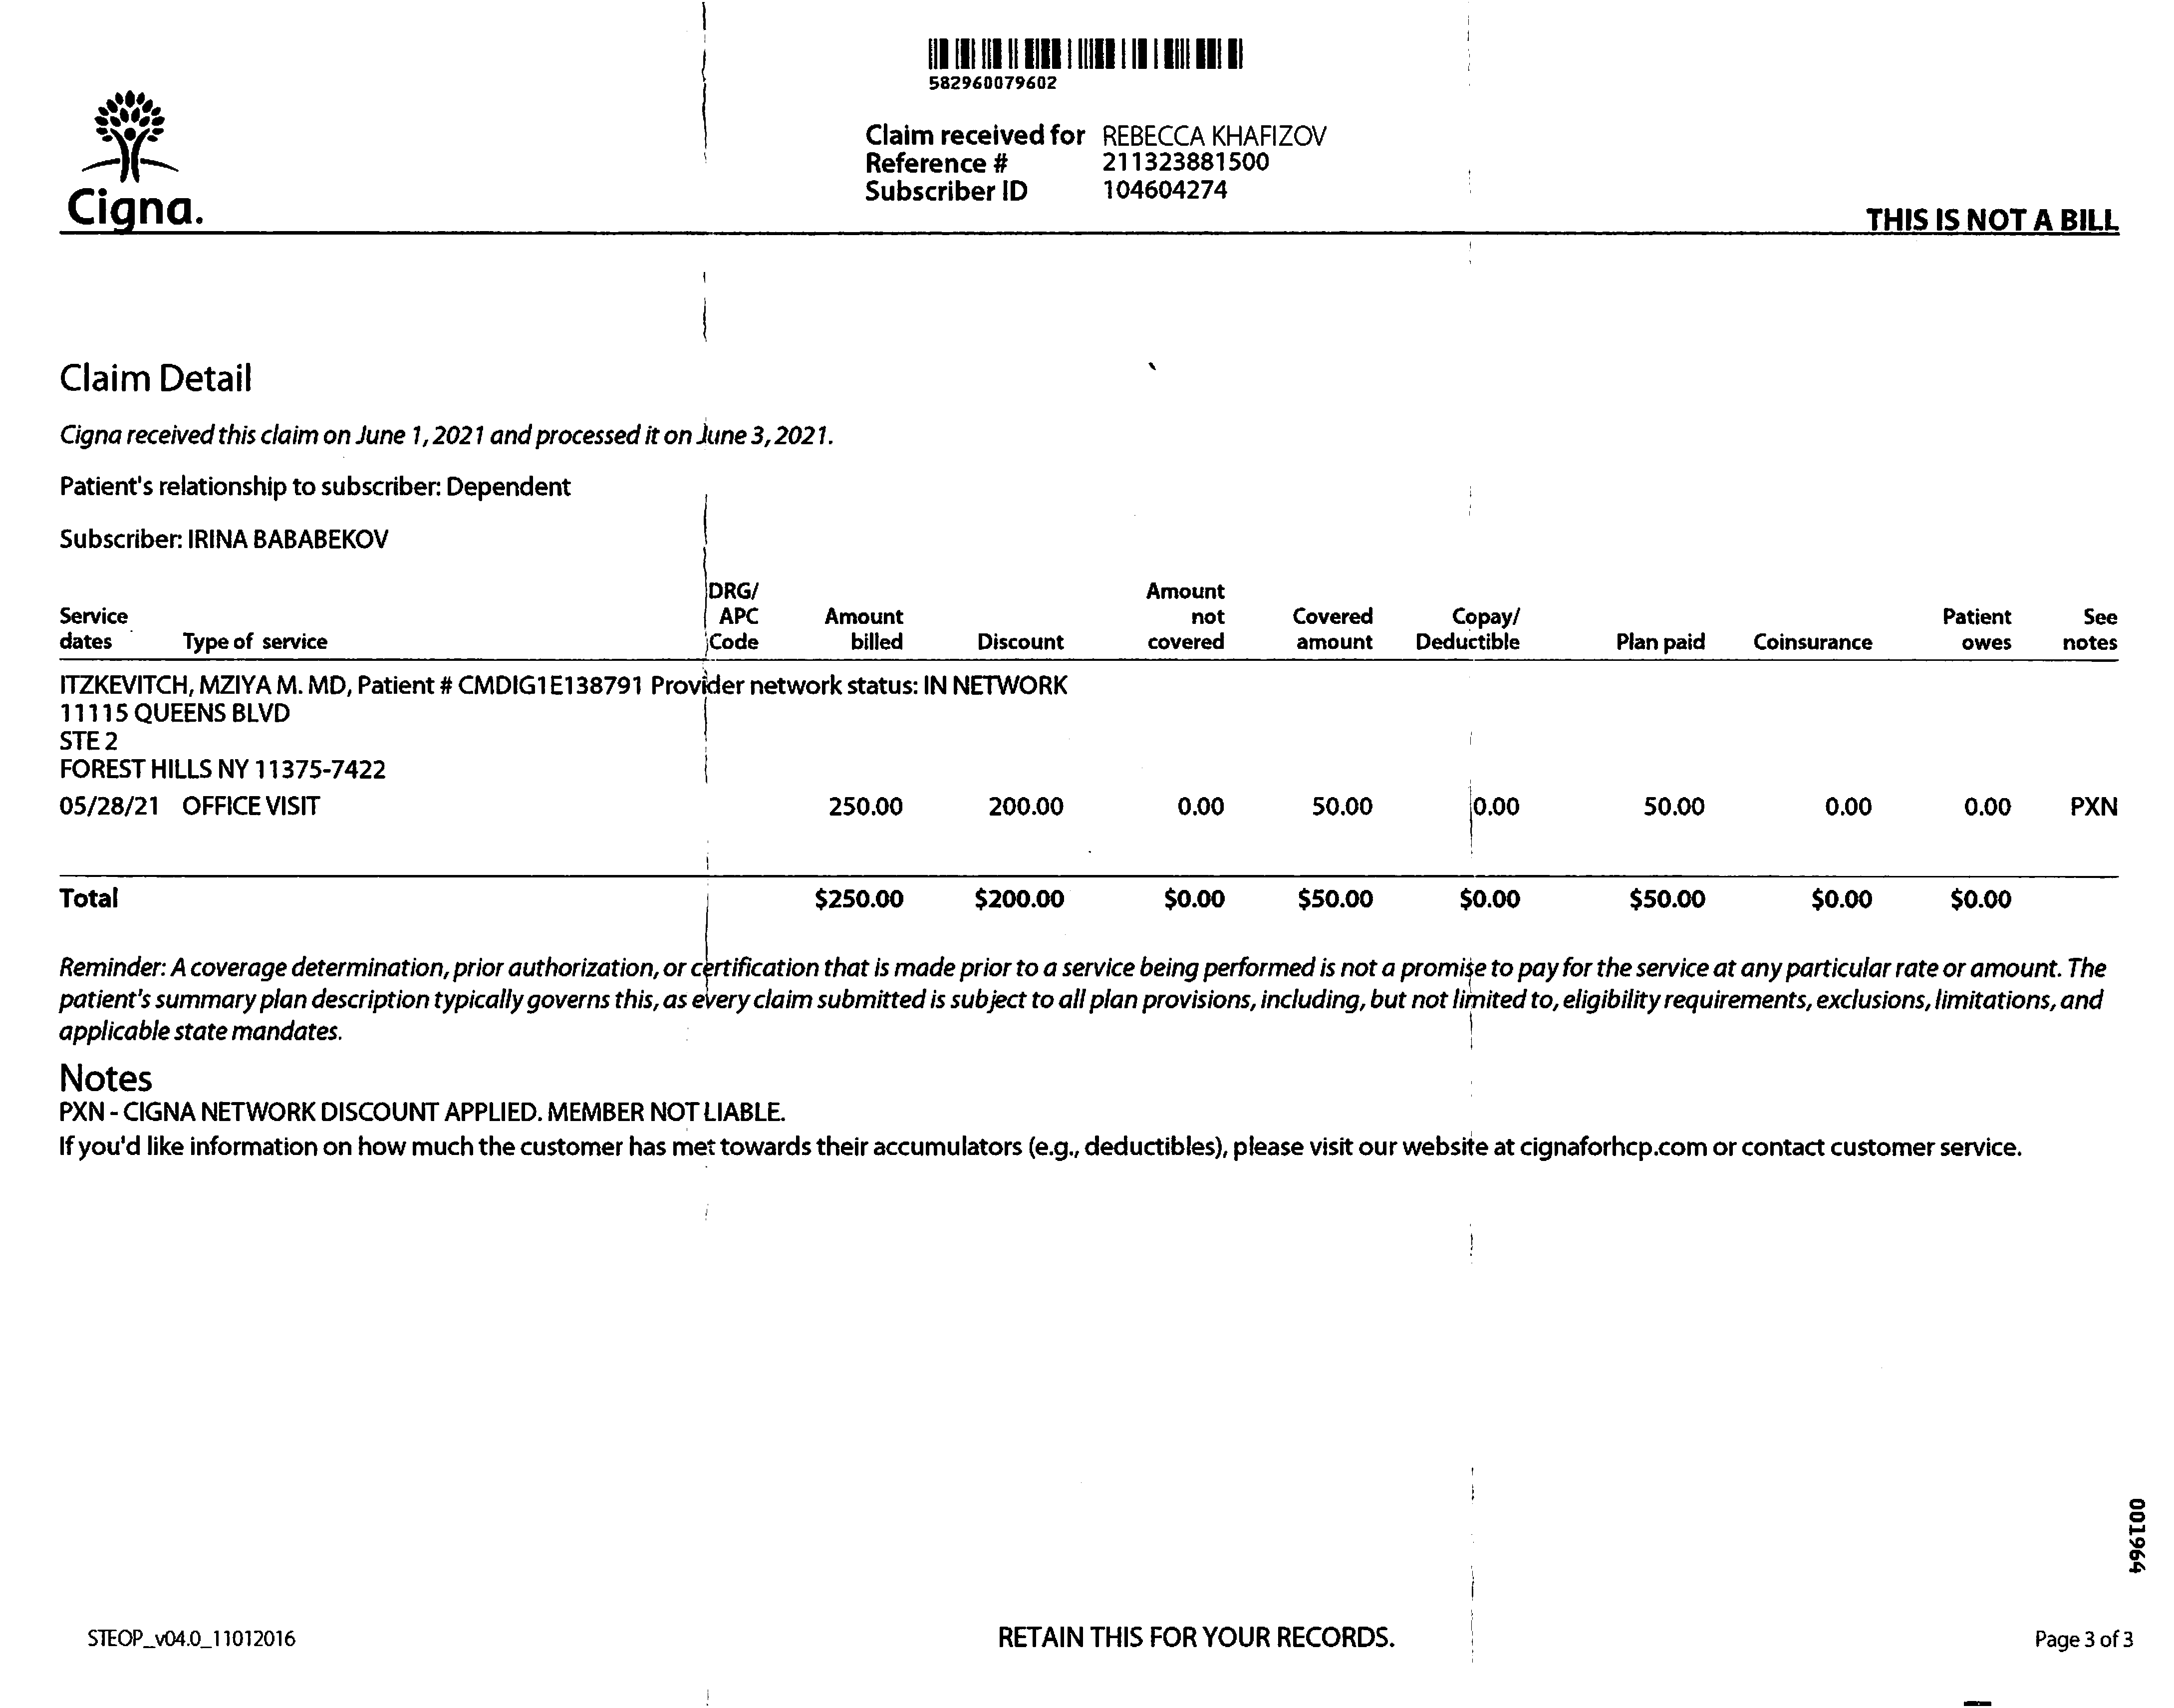 582960079602
Claim received for REBECCA KHAFIZOV
Reference # 211323881500
Subscriber ID 104604274
Cigna.
THIS IS NOT A BILL
Claim Detail
Cigna received this claim on June 1, 2021 and processed it on June 3, 2021.
Patient's relationship to subscriber: Dependent
Subscriber: IRINA BABABEKOV
DRG/ Amount
Service APC Amount not Covered Copay/ Patient See
dates Type of service Code billed Discount covered amount Deductible Plan paid Coinsurance owes notes
ITZKEVITCH, MZIYA M. MD, Patient # CMDIG1E138791 Provider network status: IN NETWORK
11115 QUEENS BLVD
STE 2
FOREST HILLS NY 11375-7422
05/28/21 OFFICE VISIT 250.00 200.00 0.00 50.00 0.00 50.00 0.00 0.00 PXN
Total $250.00 $200.00 $0.00 $50.00 $0.00 $50.00 $0.00 $0.00
Reminder: A coverage determination, prior authorization, or certification that is made prior to a service being performed is not a promise to pay for the service at any particular rate or amount. The
patient's summary plan description typically governs this, as every claim submitted is subject to all plan provisions, including, but not limited to, eligibility requirements, exclusions, limitations, and
applicable state mandates.
Notes
PXN - CIGNA NETWORK DISCOUNT APPLIED. MEMBER NOT LIABLE.
If you'd like information on how much the customer has met towards their accumulators (e.g., deductibles), please visit our website at cignaforhcp.com or contact customer service.
001964
STEOP_v04.0_11012016
RETAIN THIS FOR YOUR RECORDS.
Page 3 of 3